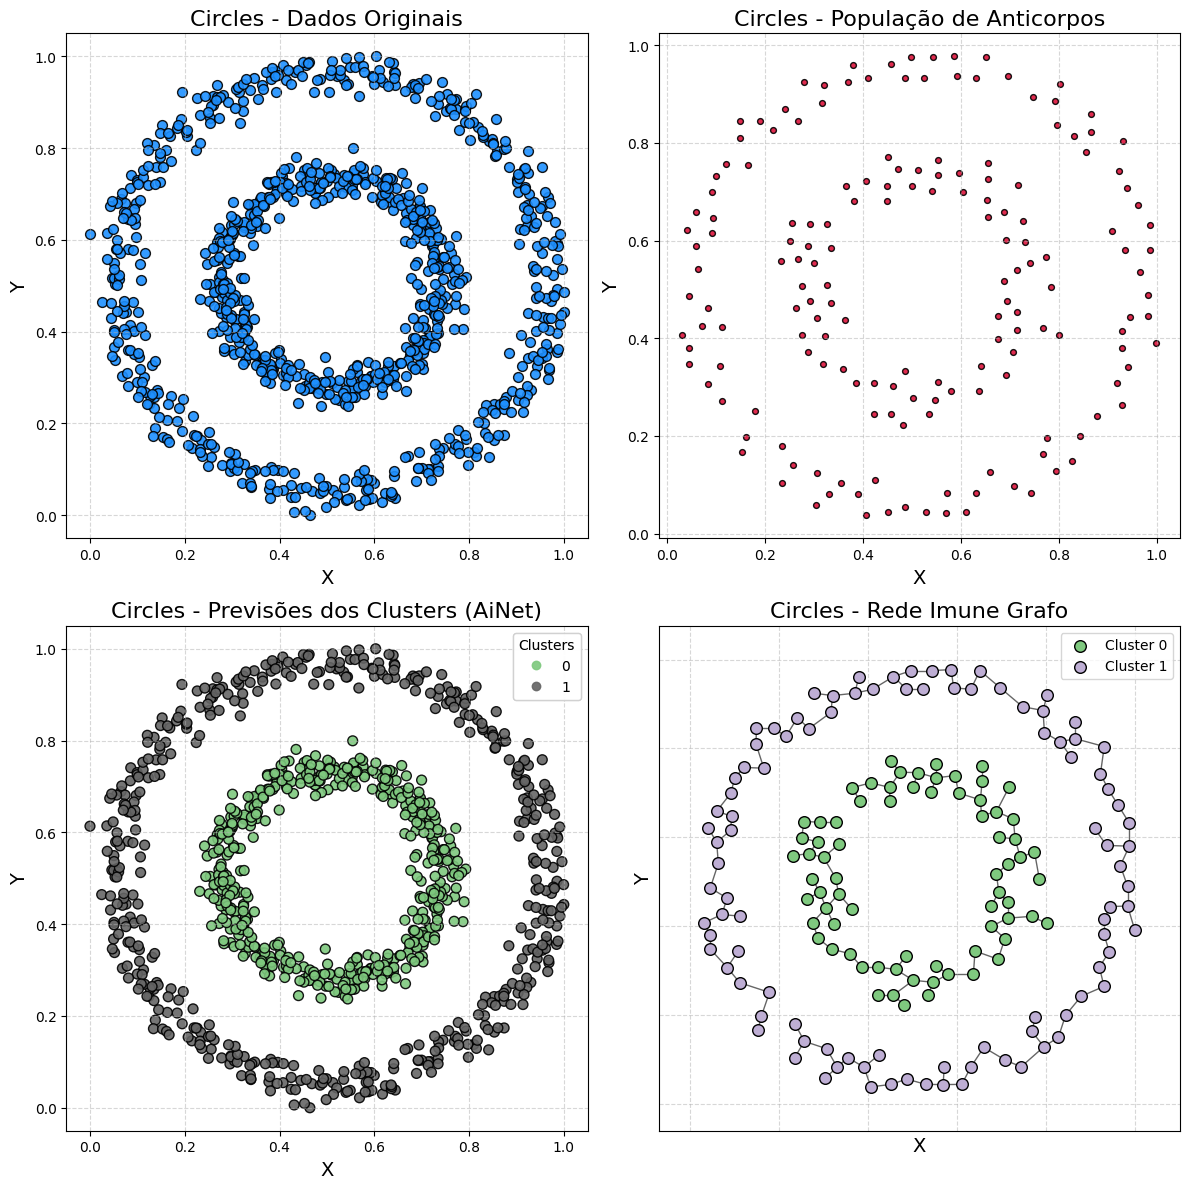 Circles - Dados Originais
Y
1.0
0.8
0.6
0.4
0.2
0.0
0.0 0.2 0.4 0.6 0.8 1.0
X
Circles - População de Anticorpos
Y
1.0
0.8
0.6
0.4
0.2
0.0
0.0 0.2 0.4 0.6 0.8 1.0
X
Circles - Previsões dos Clusters (AiNet)
Clusters
0
1
Y
1.0
0.8
0.6
0.4
0.2
0.0
0.0 0.2 0.4 0.6 0.8 1.0
X
Circles - Rede Imune Grafo
Cluster 0
Cluster 1
Y
X